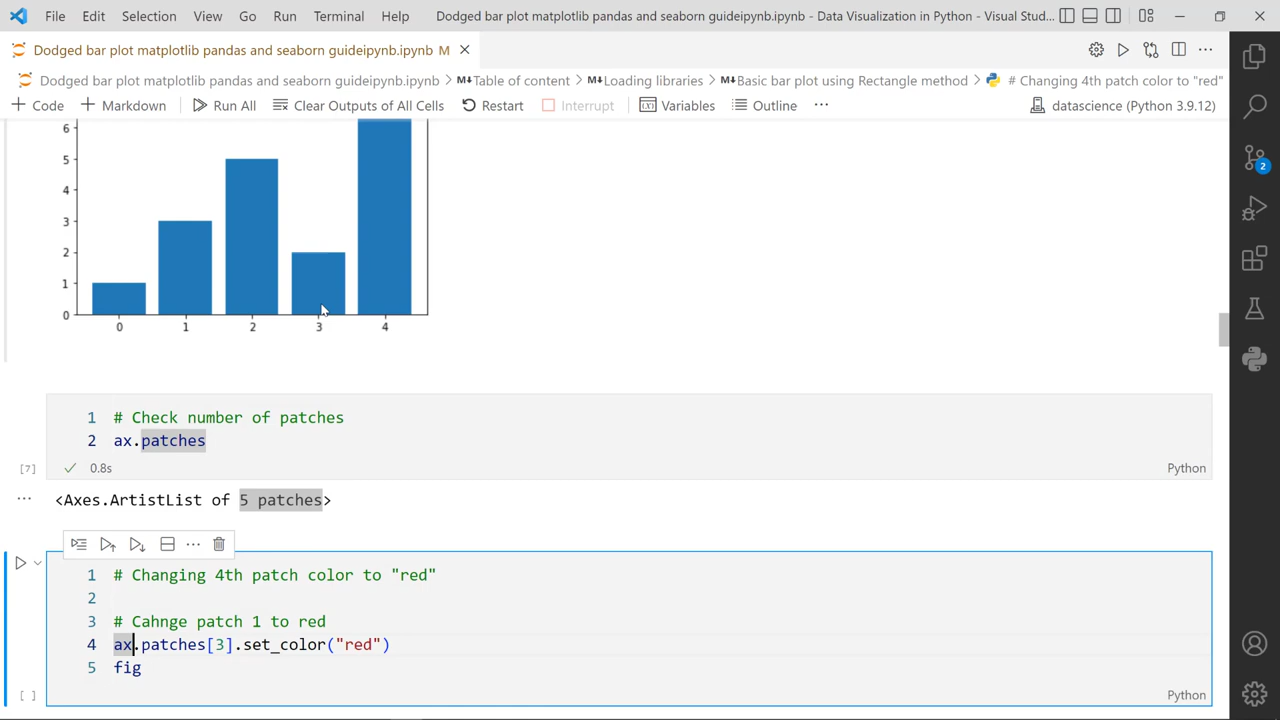 File Edit Selection View Go Run Terminal Help Dodged bar plot matplotlib pandas and seaborn guideipynb.ipynb - Data Visualization in Python - Visual Stud...
Dodged bar plot matplotlib pandas and seaborn guideipynb.ipynb M
Dodged bar plot matplotlib pandas and seaborn guideipynb.ipynb > M↓Table of content > M↓Loading libraries > M↓Basic bar plot using Rectangle method > # Changing 4th patch color to "red"
+ Code + Markdown Run All Clear Outputs of All Cells Restart Interrupt Variables Outline ... datascience (Python 3.9.12)
6
5
4
3
2
1
0
0 1 2 3 4
2
1 # Check number of patches
2 ax.patches
[7] 0.8s Python
... <Axes.ArtistList of 5 patches>
1 # Changing 4th patch color to "red"
2
3 # Cahnge patch 1 to red
4 ax.patches[3].set_color("red")
5 fig
[ ] Python